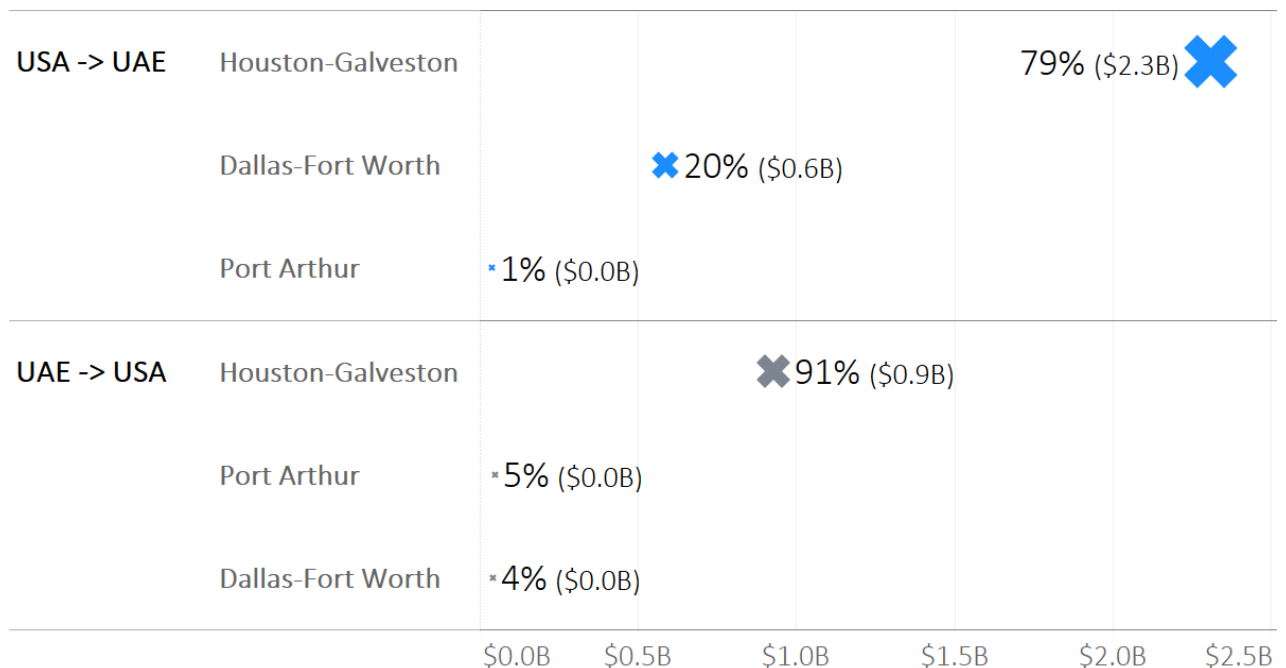 USA -> UAE Houston-Galveston 79% ($2.3B)
Dallas-Fort Worth 20% ($0.6B)
Port Arthur 1% ($0.0B)
UAE -> USA Houston-Galveston 91% ($0.9B)
Port Arthur 5% ($0.0B)
Dallas-Fort Worth 4% ($0.0B)
$0.0B $0.5B $1.0B $1.5B $2.0B $2.5B